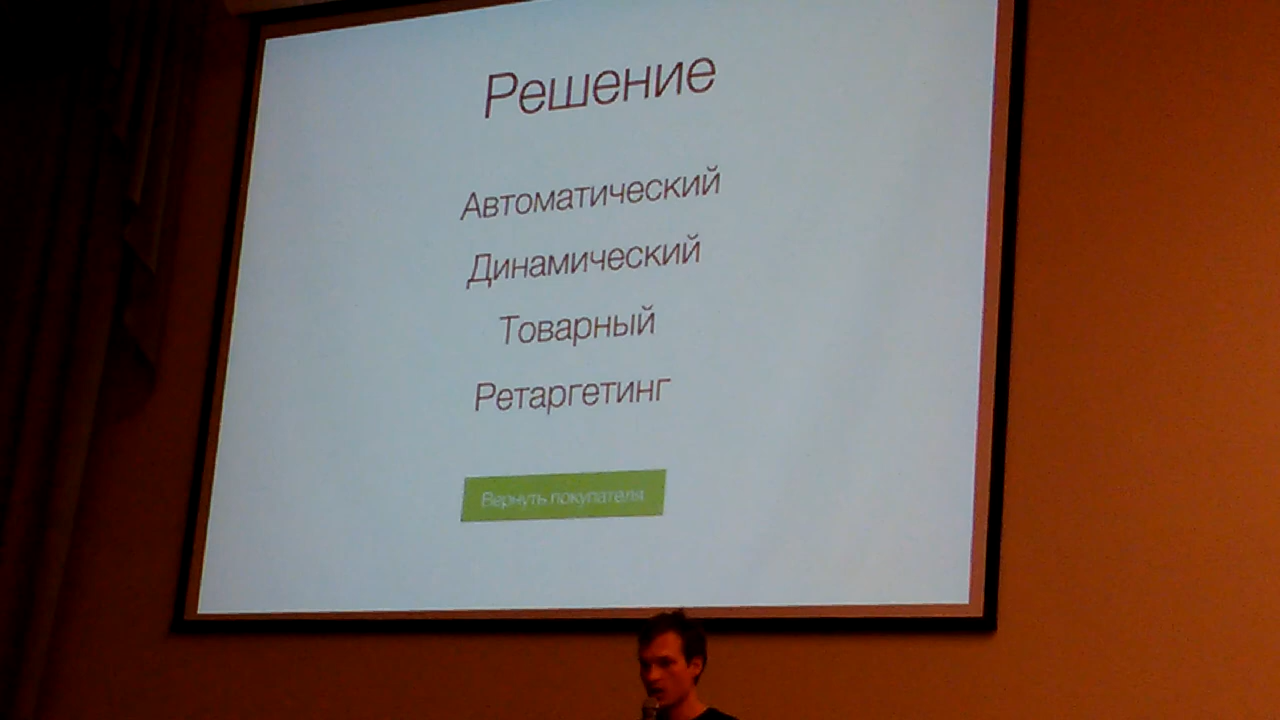 Решение
Автоматический
Динамический
Товарный
Ретаргетинг
Вернуть покупателя